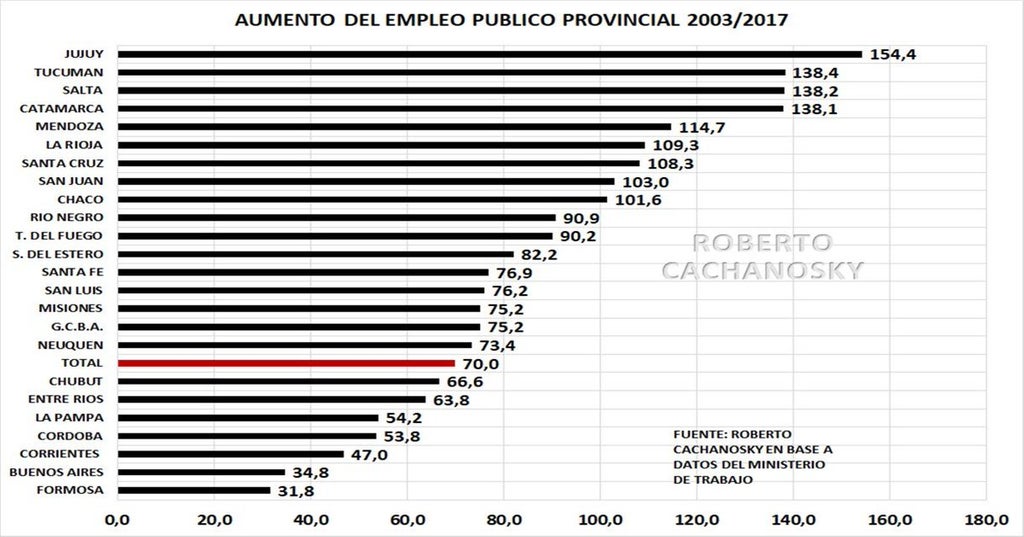 AUMENTO DEL EMPLEO PUBLICO PROVINCIAL 2003/2017
JUJUY 154,4
TUCUMAN 138,4
SALTA 138,2
CATAMARCA 138,1
MENDOZA 114,7
LA RIOJA 109,3
SANTA CRUZ 108,3
SAN JUAN 103,0
CHACO 101,6
RIO NEGRO 90,9
T. DEL FUEGO 90,2
S. DEL ESTERO 82,2
SANTA FE 76,9
SAN LUIS 76,2
MISIONES 75,2
G.C.B.A. 75,2
NEUQUEN 73,4
TOTAL 70,0
CHUBUT 66,6
ENTRE RIOS 63,8
LA PAMPA 54,2
CORDOBA 53,8
CORRIENTES 47,0
BUENOS AIRES 34,8
FORMOSA 31,8
0,0 20,0 40,0 60,0 80,0 100,0 120,0 140,0 160,0 180,0
ROBERTO
CACHANOSKY
FUENTE: ROBERTO
CACHANOSKY EN BASE A
DATOS DEL MINISTERIO
DE TRABAJO